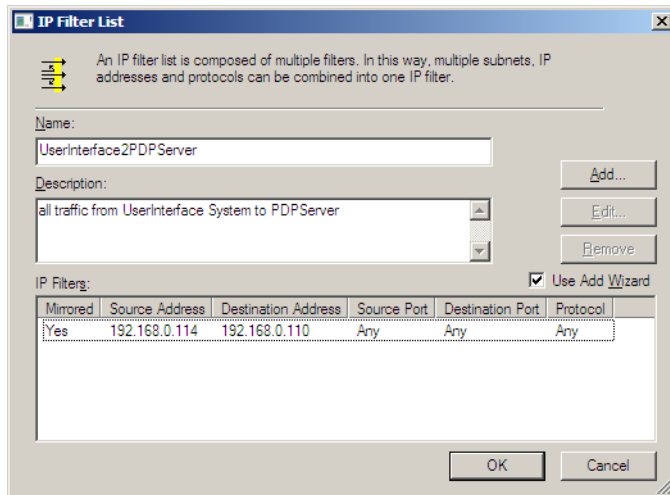 IP Filter List
An IP filter list is composed of multiple filters. In this way, multiple subnets, IP
addresses and protocols can be combined into one IP filter.
Name:
UserInterface2PDPServer
Add...
Description:
all traffic from UserInterface System to PDPServer
Edit...
Remove
IP Filters:
Use Add Wizard
Mirrored Source Address Destination Address Source Port Destination Port Protocol
Yes 192.168.0.114 192.168.0.110 Any Any Any
OK Cancel